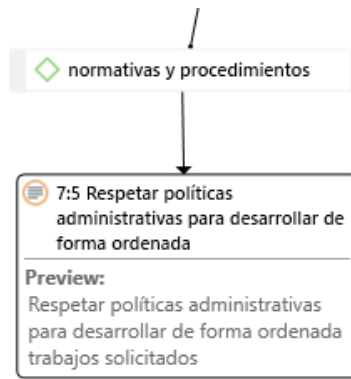 normativas y procedimientos
7:5 Respetar políticas
administrativas para desarrollar de
forma ordenada
Preview:
Respetar políticas administrativas
para desarrollar de forma ordenada
trabajos solicitados